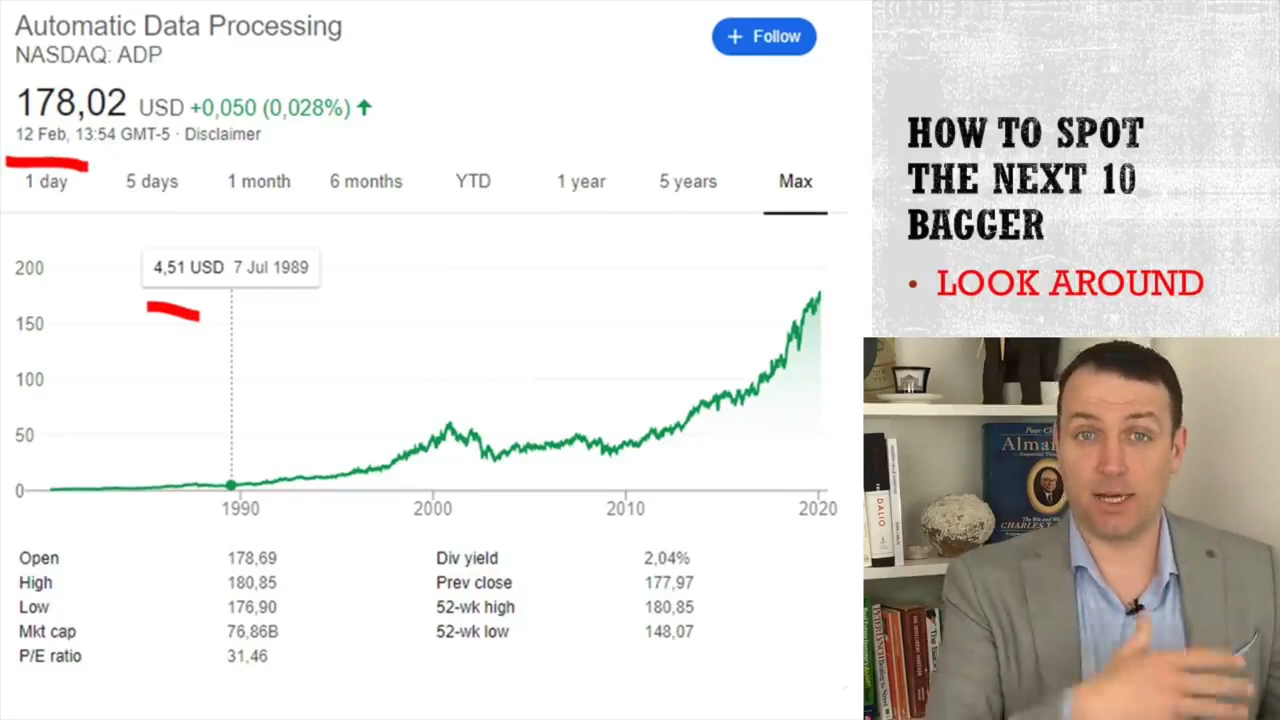 Automatic Data Processing
NASDAQ: ADP
+ Follow
178,02 USD +0,050 (0,028%) ↑
12 Feb, 13:54 GMT-5 · Disclaimer
1 day 5 days 1 month 6 months YTD 1 year 5 years Max
4,51 USD 7 Jul 1989
200
150
100
50
0
1990 2000 2010 2020
Open 178,69 Div yield 2,04%
High 180,85 Prev close 177,97
Low 176,90 52-wk high 180,85
Mkt cap 76,86B 52-wk low 148,07
P/E ratio 31,46
HOW TO SPOT
THE NEXT 10
BAGGER
• LOOK AROUND
DALIO
Alma
CHARLES T.